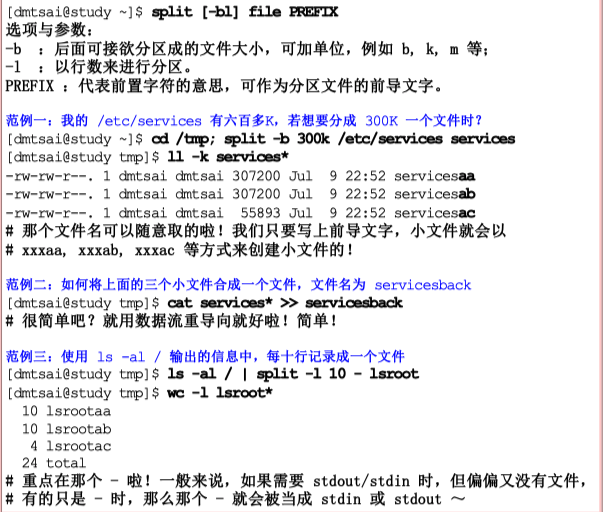 [dmtsai@study ~]$ split [-bl] file PREFIX
选项与参数：
-b  ：后面可接欲分区成的文件大小，可加单位，例如 b, k, m 等；
-l  ：以行数来进行分区。
PREFIX ：代表前置字符的意思，可作为分区文件的前导文字。
范例一：我的 /etc/services 有六百多K，若想要分成 300K 一个文件时？
[dmtsai@study ~]$ cd /tmp; split -b 300k /etc/services services
[dmtsai@study tmp]$ ll -k services*
-rw-rw-r--. 1 dmtsai dmtsai 307200 Jul  9 22:52 servicesaa
-rw-rw-r--. 1 dmtsai dmtsai 307200 Jul  9 22:52 servicesab
-rw-rw-r--. 1 dmtsai dmtsai  55893 Jul  9 22:52 servicesac
# 那个文件名可以随意取的啦！我们只要写上前导文字，小文件就会以
# xxxaa, xxxab, xxxac 等方式来创建小文件的！
范例二：如何将上面的三个小文件合成一个文件，文件名为 servicesback
[dmtsai@study tmp]$ cat services* >> servicesback
# 很简单吧？就用数据流重导向就好啦！简单！
范例三：使用 ls -al / 输出的信息中，每十行记录成一个文件
[dmtsai@study tmp]$ ls -al / | split -l 10 - lsroot
[dmtsai@study tmp]$ wc -l lsroot*
  10 lsrootaa
  10 lsrootab
   4 lsrootac
  24 total
# 重点在那个 - 啦！一般来说，如果需要 stdout/stdin 时，但偏偏又没有文件，
# 有的只是 - 时，那么那个 - 就会被当成 stdin 或 stdout ～